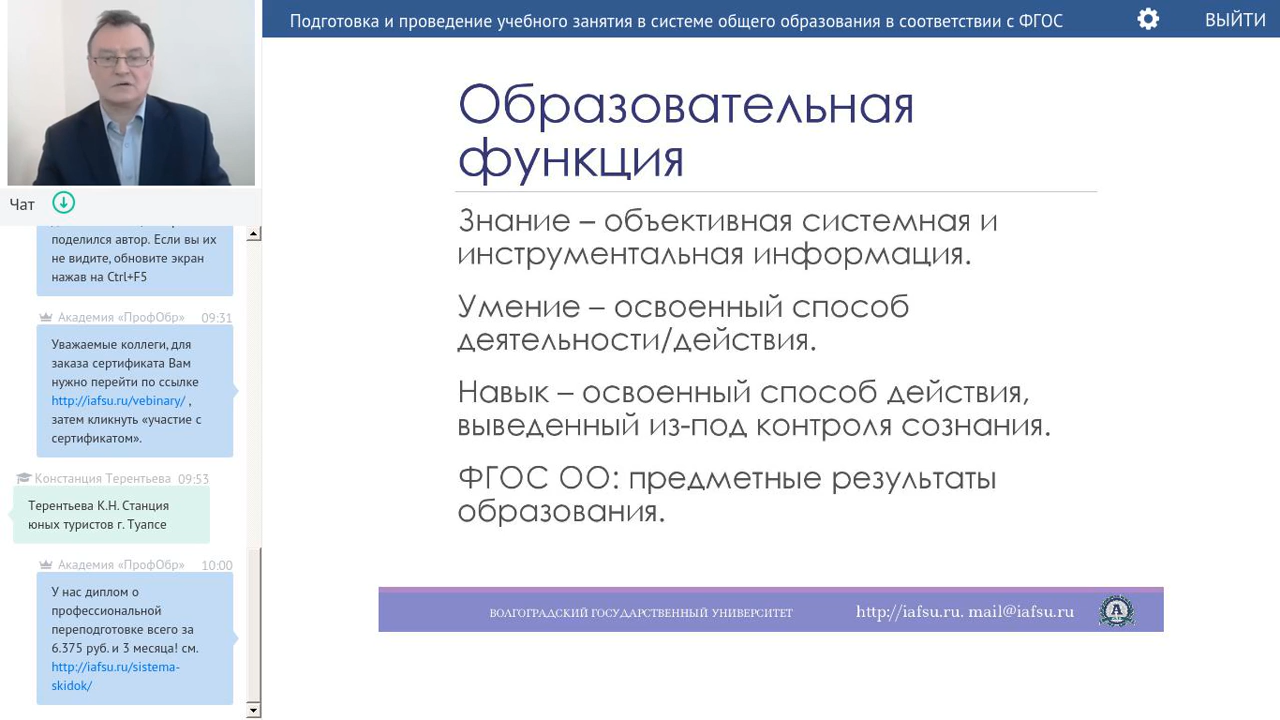 Подготовка и проведение учебного занятия в системе общего образования в соответствии с ФГОС
ВЫЙТИ
Чат
поделился автор. Если вы их
не видите, обновите экран
нажав на Ctrl+F5
Академия «ПрофОбр» 09:31
Уважаемые коллеги, для
заказа сертификата Вам
нужно перейти по ссылке
http://iafsu.ru/vebinary/ ,
затем кликнуть «участие с
сертификатом».
Констанция Терентьева 09:53
Терентьева К.Н. Станция
юных туристов г. Туапсе
Академия «ПрофОбр» 10:00
У нас диплом о
профессиональной
переподготовке всего за
6.375 руб. и 3 месяца! см.
http://iafsu.ru/sistema-
skidok/
Образовательная
функция
Знание – объективная системная и
инструментальная информация.
Умение – освоенный способ
деятельности/действия.
Навык – освоенный способ действия,
выведенный из-под контроля сознания.
ФГОС ОО: предметные результаты
образования.
ВОЛГОГРАДСКИЙ ГОСУДАРСТВЕННЫЙ УНИВЕРСИТЕТ
http://iafsu.ru. mail@iafsu.ru